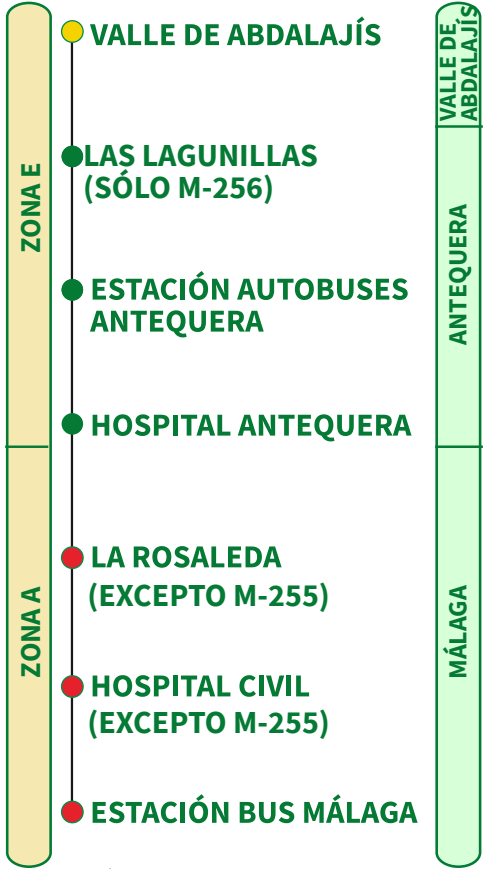 VALLE DE ABDALAJÍS
VALLE DE
ABDALAJÍS
LAS LAGUNILLAS
(SÓLO M-256)
ZONA E
ANTEQUERA
ESTACIÓN AUTOBUSES
ANTEQUERA
HOSPITAL ANTEQUERA
LA ROSALEDA
(EXCEPTO M-255)
ZONA A
MÁLAGA
HOSPITAL CIVIL
(EXCEPTO M-255)
ESTACIÓN BUS MÁLAGA